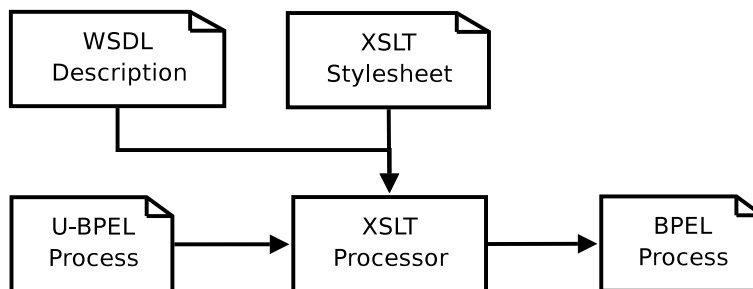 WSDL
Description
XSLT
Stylesheet
U-BPEL
Process
XSLT
Processor
BPEL
Process